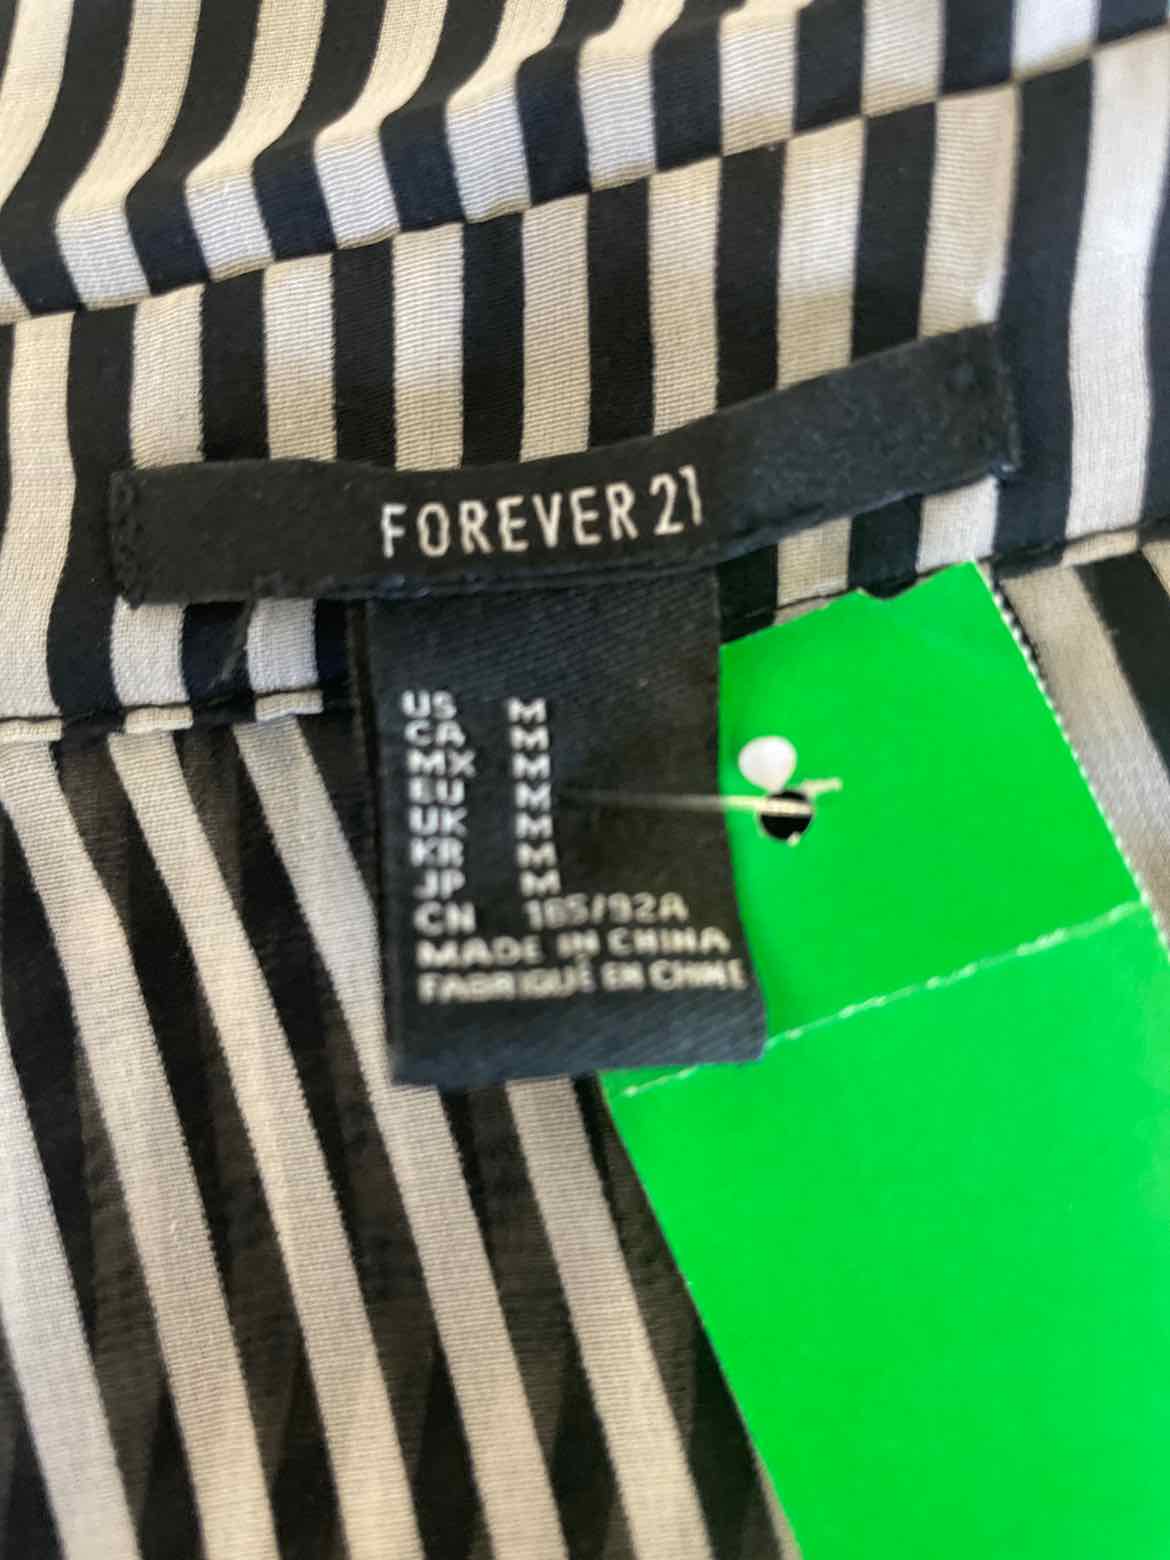 FOREVER 21
US M
CA M
MX M
EU M
UK M
KR M
JP M
CN 165/92A
MADE IN CHINA
FABRIQUÉ EN CHINE